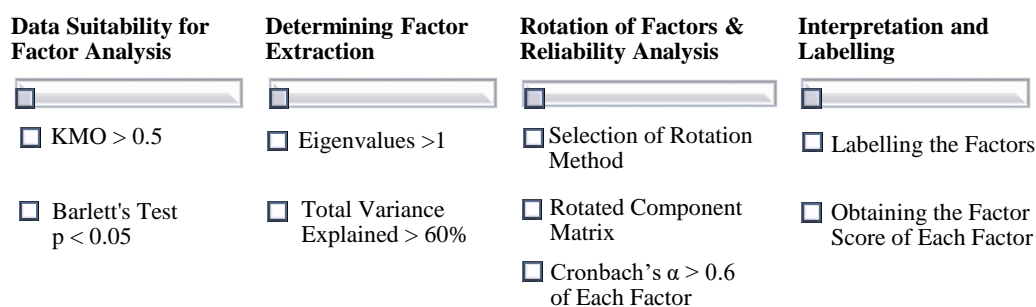 Data Suitability for
Factor Analysis
KMO > 0.5
Barlett's Test
p < 0.05
Determining Factor
Extraction
Eigenvalues >1
Total Variance
Explained > 60%
Rotation of Factors &
Reliability Analysis
Selection of Rotation
Method
Rotated Component
Matrix
Cronbach’s α > 0.6
of Each Factor
Interpretation and
Labelling
Labelling the Factors
Obtaining the Factor
Score of Each Factor